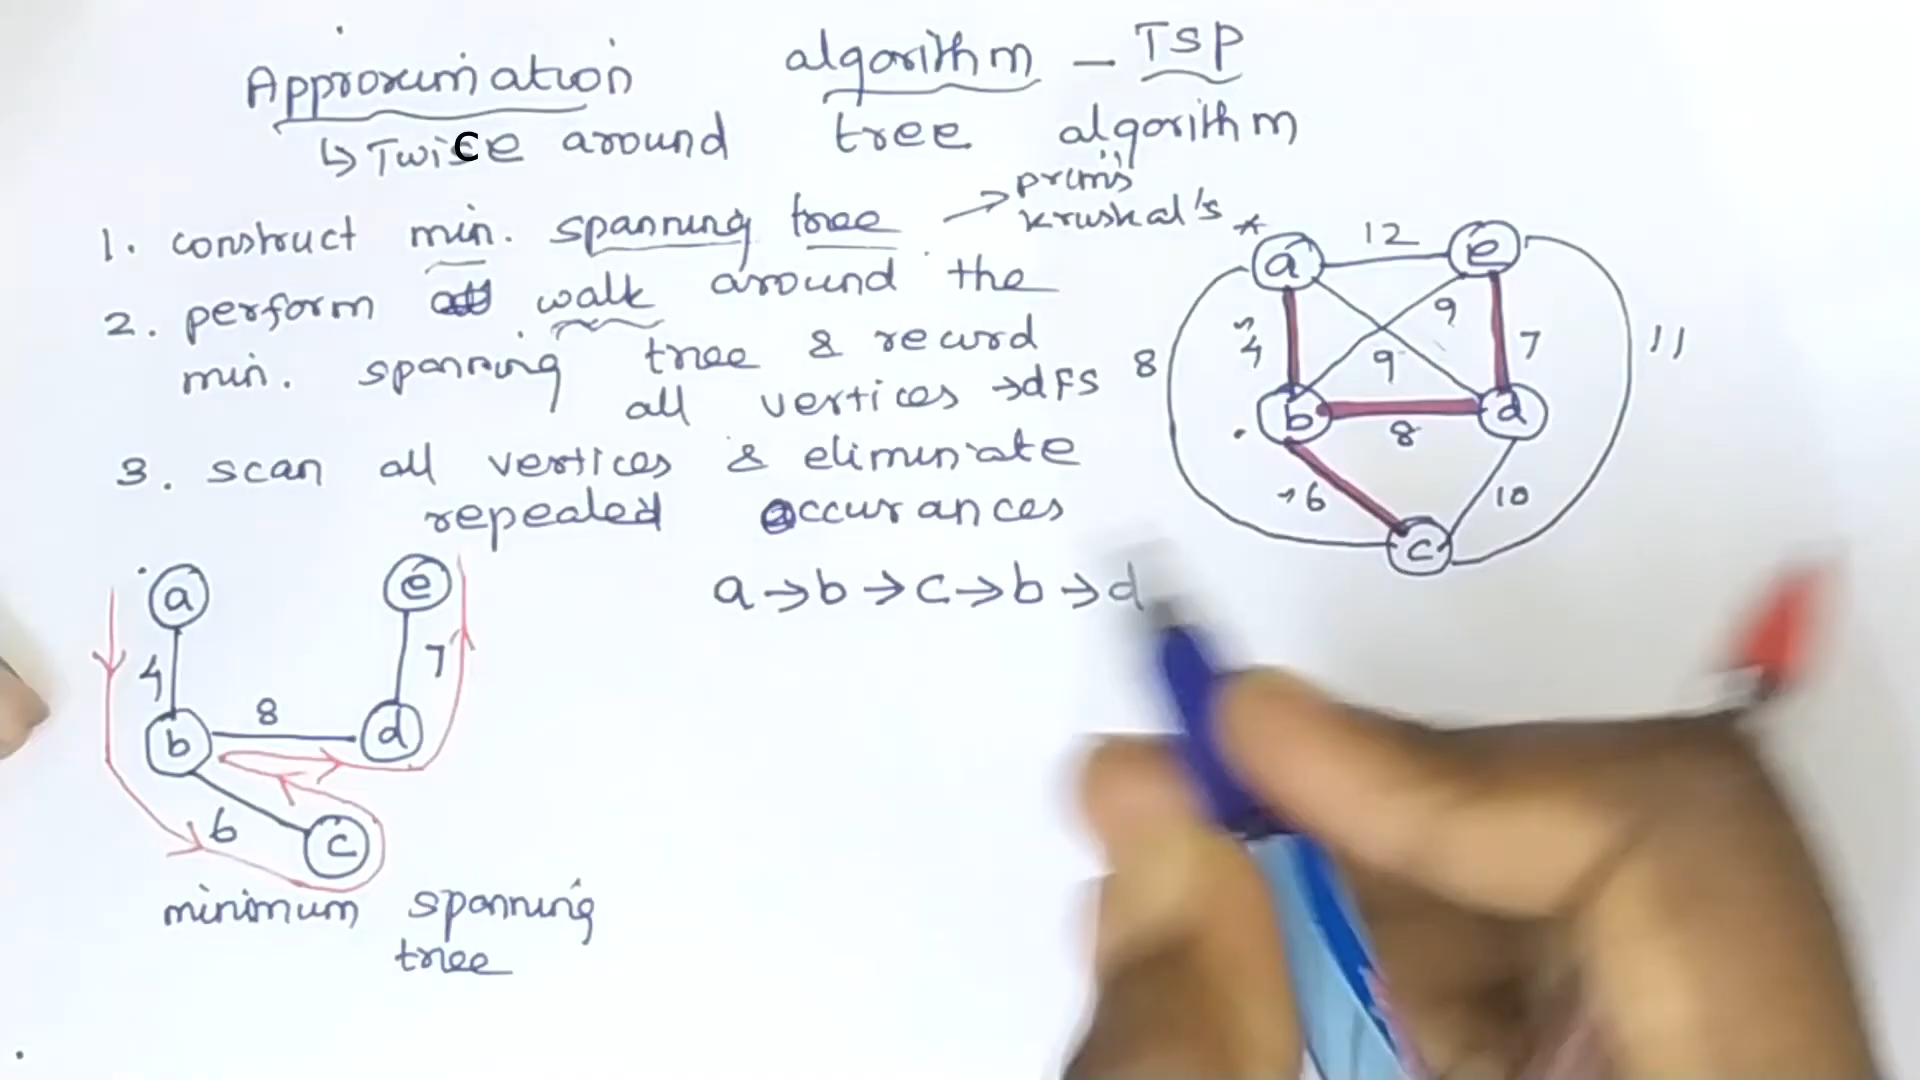 Approximation algorithm - TSP
↳ Twice around tree algorithm
1. construct min. spanning tree → prim's
kruskal's
2. perform walk around the
min. spanning tree & record
all vertices → dFS
3. scan all vertices & eliminate
repeated occurances
a → b → c → b → d
a 12 e
4 9 7 11
8 9
b 8 d
6 10
c
a e
4 7
8
b d
6 c
minimum spanning
tree